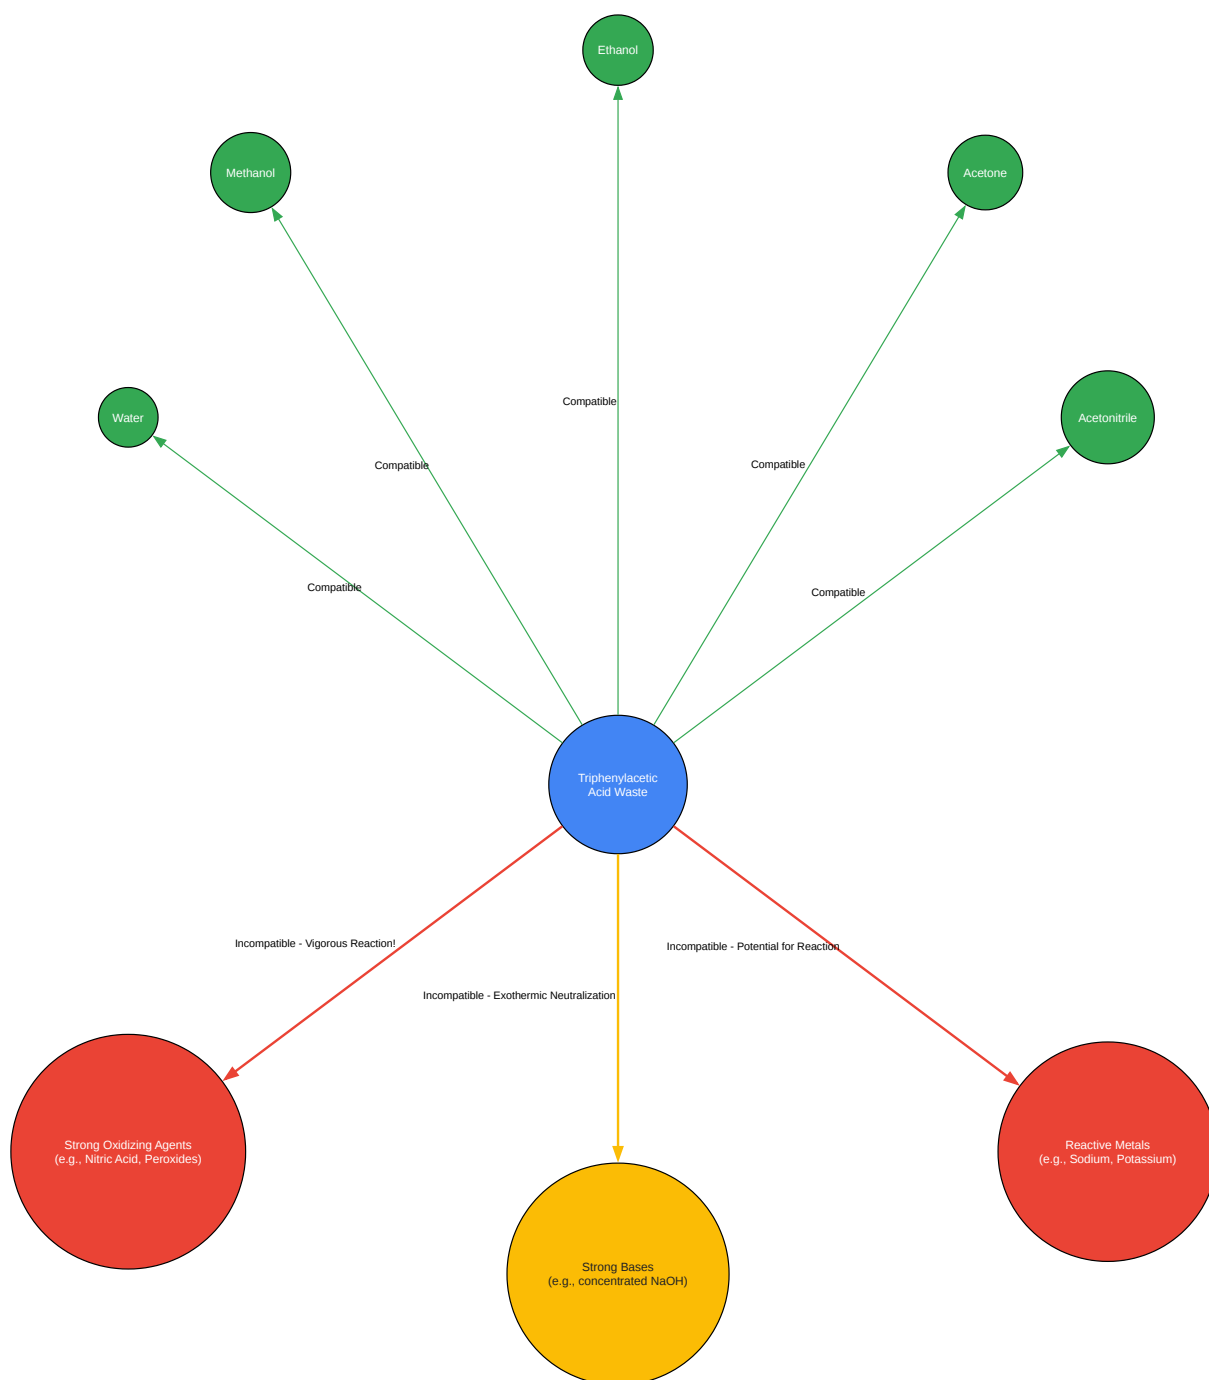 Ethanol
Methanol
Acetone
Water
Acetonitrile
Compatible
Compatible
Compatible
Compatible
Compatible
Triphenylacetic
Acid Waste
Incompatible - Vigorous Reaction!
Incompatible - Potential for Reaction
Incompatible - Exothermic Neutralization
Strong Oxidizing Agents
(e.g., Nitric Acid, Peroxides)
Reactive Metals
(e.g., Sodium, Potassium)
Strong Bases
(e.g., concentrated NaOH)